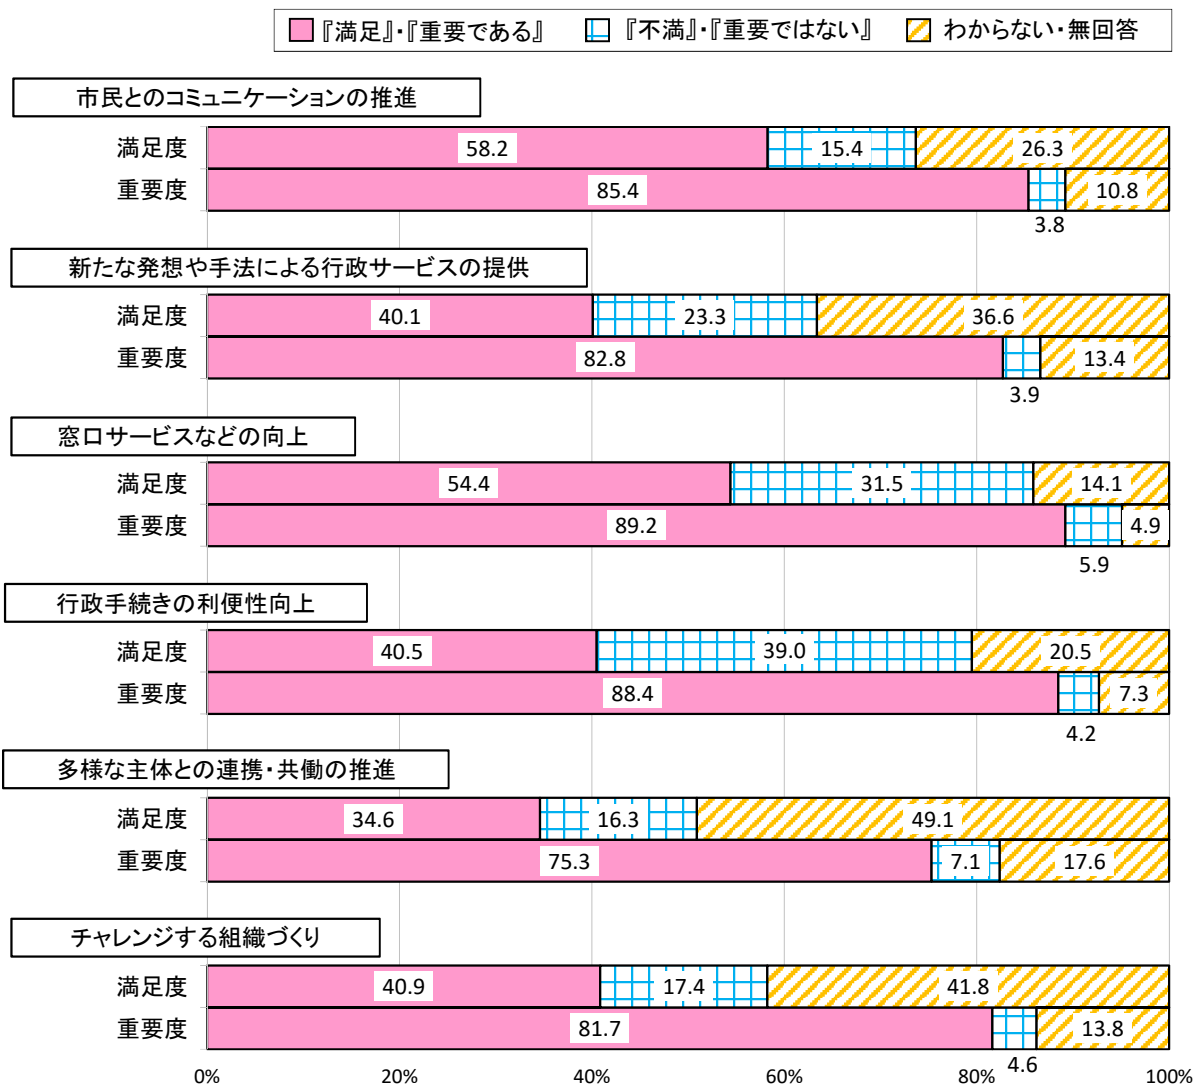 『満足』・『重要である』 『不満』・『重要ではない』 わからない・無回答
市民とのコミュニケーションの推進
満足度 58.2 15.4 26.3
重要度 85.4 10.8
3.8
新たな発想や手法による行政サービスの提供
満足度 40.1 23.3 36.6
重要度 82.8 13.4
3.9
窓口サービスなどの向上
満足度 54.4 31.5 14.1
重要度 89.2 4.9
5.9
行政手続きの利便性向上
満足度 40.5 39.0 20.5
重要度 88.4 7.3
4.2
多様な主体との連携・共働の推進
満足度 34.6 16.3 49.1
重要度 75.3 7.1 17.6
チャレンジする組織づくり
満足度 40.9 17.4 41.8
重要度 81.7 13.8
4.6
0% 20% 40% 60% 80% 100%